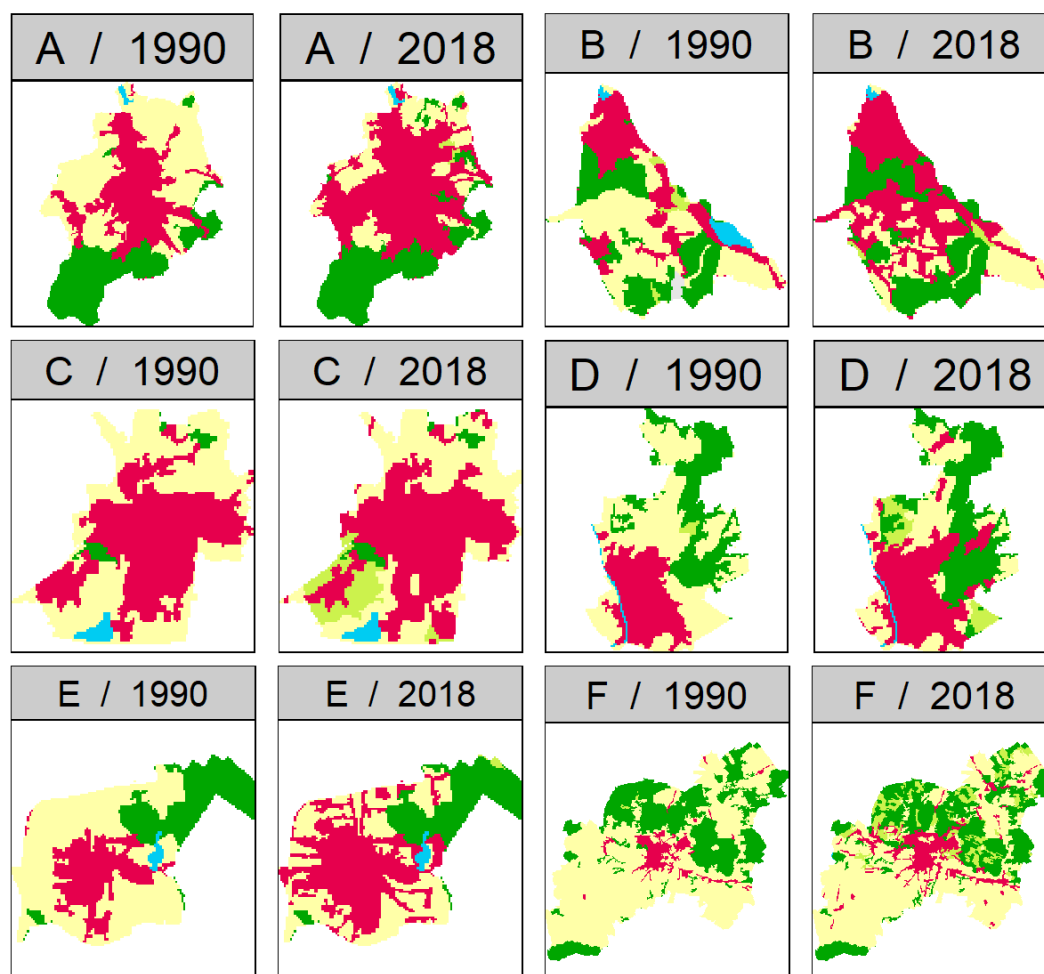 A / 1990
A / 2018
B / 1990
B / 2018
C / 1990
C / 2018
D / 1990
D / 2018
E / 1990
E / 2018
F / 1990
F / 2018